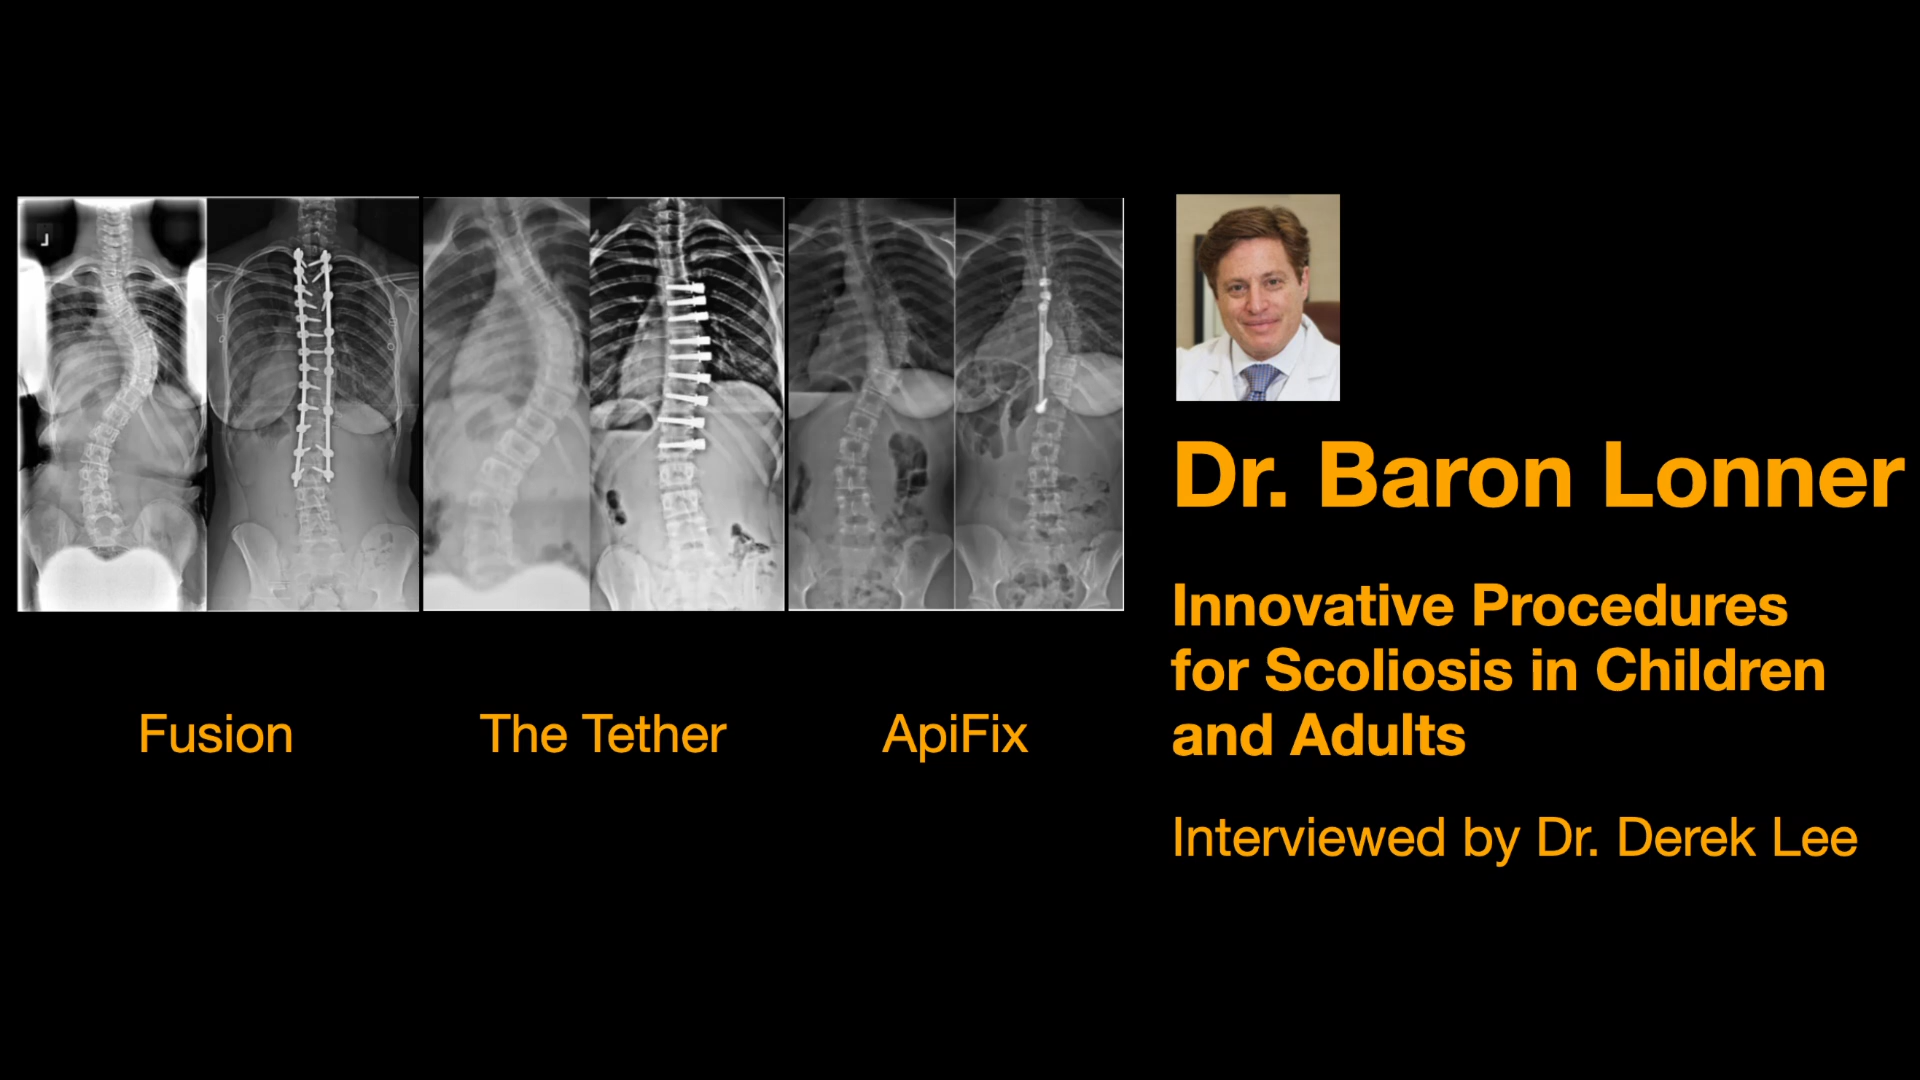 Fusion
The Tether
ApiFix
Dr. Baron Lonner
Innovative Procedures
for Scoliosis in Children
and Adults
Interviewed by Dr. Derek Lee